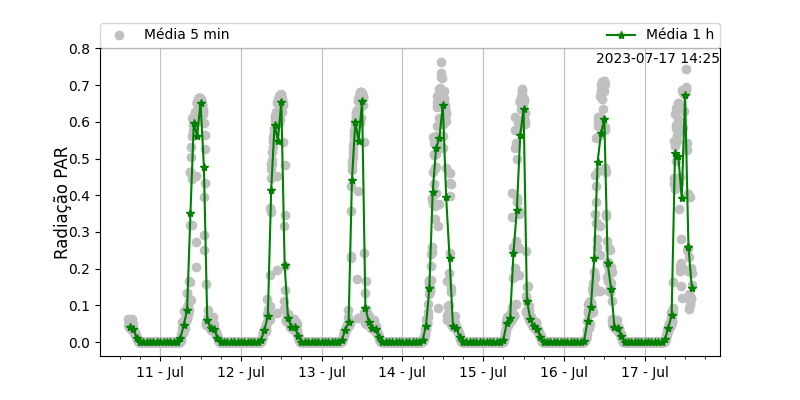 Média 5 min
Média 1 h
2023-07-17 14:25
Radiação PAR
0.8
0.7
0.6
0.5
0.4
0.3
0.2
0.1
0.0
11 - Jul
12 - Jul
13 - Jul
14 - Jul
15 - Jul
16 - Jul
17 - Jul